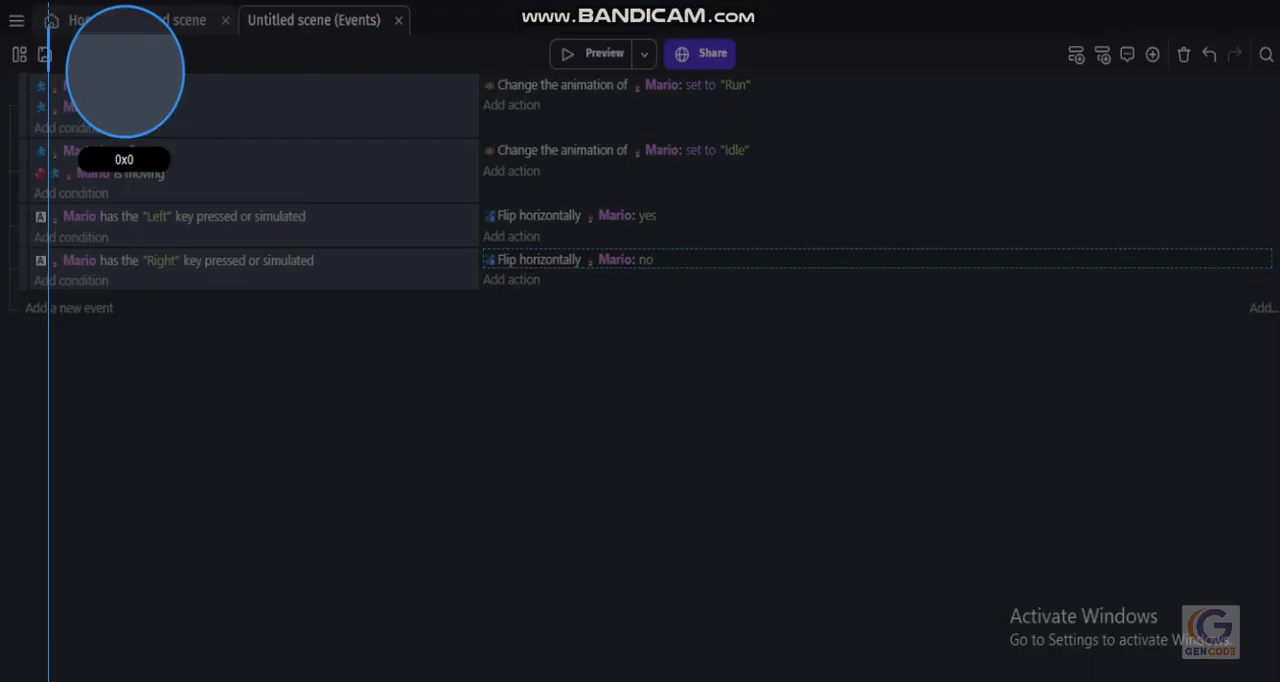 www.BANDICAM.com
Ho d scene × Untitled scene (Events) ×
Preview Share
Change the animation of Mario: set to "Run"
Add action
Add condition
Change the animation of Mario: set to "Idle"
0x0
Mario is moving
Add action
Add condition
A Mario has the "Left" key pressed or simulated
Flip horizontally Mario: yes
Add condition
Add action
A Mario has the "Right" key pressed or simulated
Flip horizontally Mario: no
Add condition
Add action
Add a new event
Add...
Activate Windows
Go to Settings to activate Windows.
G
GENCODE